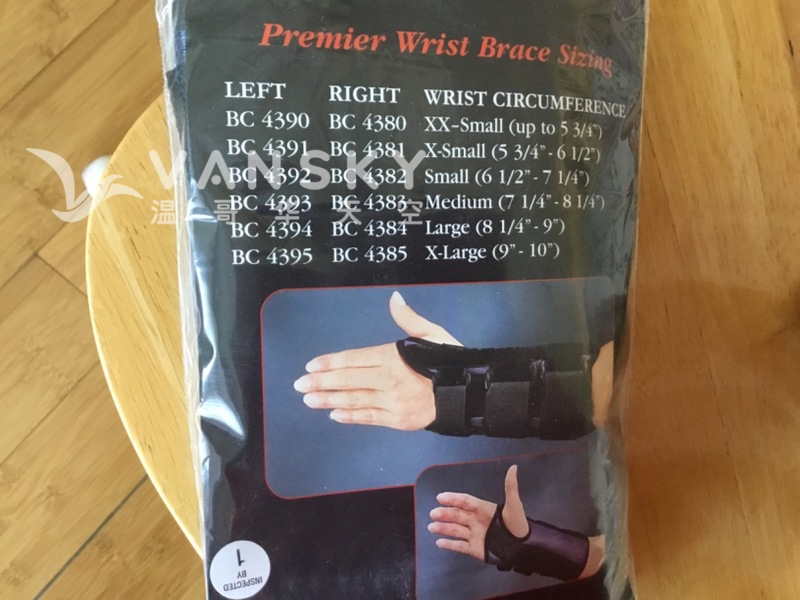 Premier Wrist Brace Sizing
LEFT RIGHT WRIST CIRCUMFERENCE
BC 4390 BC 4380 XX-Small (up to 5 3/4")
BC 4391 BC 4381 X-Small (5 3/4" - 6 1/2")
BC 4392 BC 4382 Small (6 1/2" - 7 1/4")
BC 4393 BC 4383 Medium (7 1/4" - 8 1/4")
BC 4394 BC 4384 Large (8 1/4" - 9")
BC 4395 BC 4385 X-Large (9" - 10")
VANSKY
温哥华天空
INSPECTED
BY
1